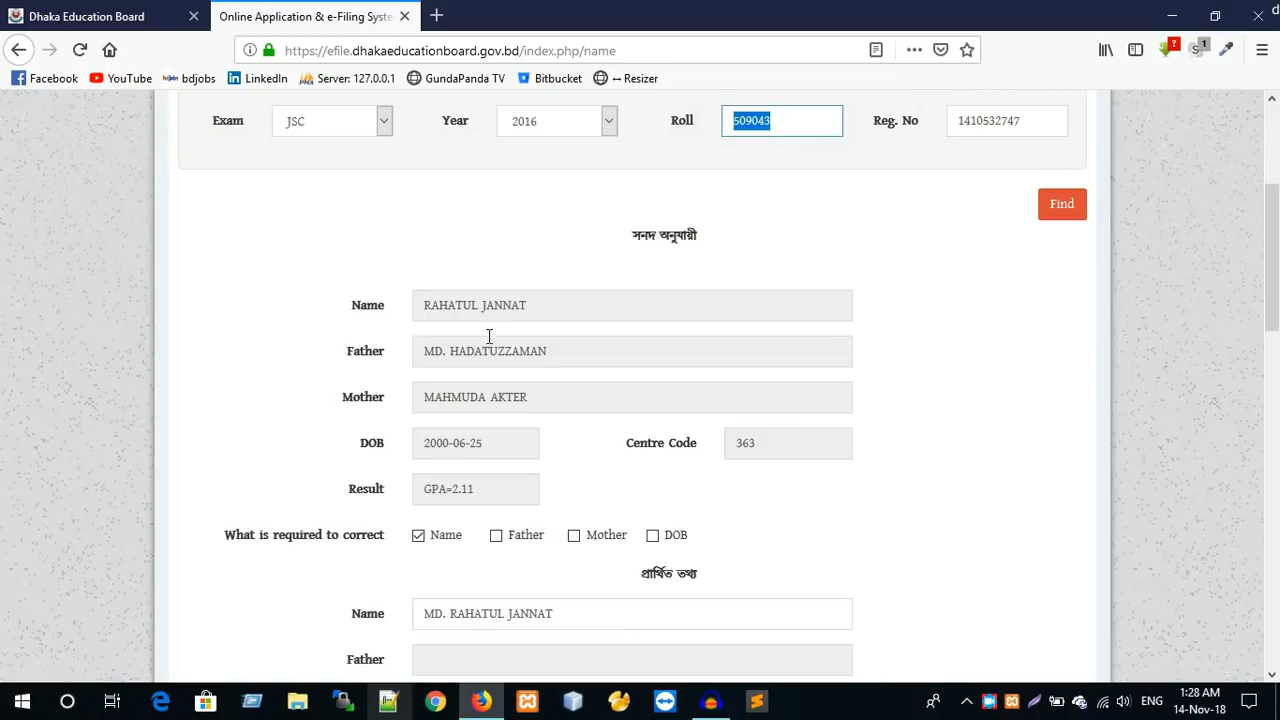 Dhaka Education Board
Online Application & e-Filing Syste
https://efile.dhakaeducationboard.gov.bd/index.php/name
Facebook YouTube bdjobs LinkedIn Server: 127.0.0.1 GundaPanda TV Bitbucket ↔ Resizer
Exam JSC Year 2016 Roll 509043 Reg. No 1410532747
Find
সনদ অনুযায়ী
Name RAHATUL JANNAT
Father MD. HADATUZZAMAN
Mother MAHMUDA AKTER
DOB 2000-06-25 Centre Code 363
Result GPA=2.11
What is required to correct Name Father Mother DOB
প্রার্থিত তথ্য
Name MD. RAHATUL JANNAT
Father
ENG 1:28 AM
14-Nov-18